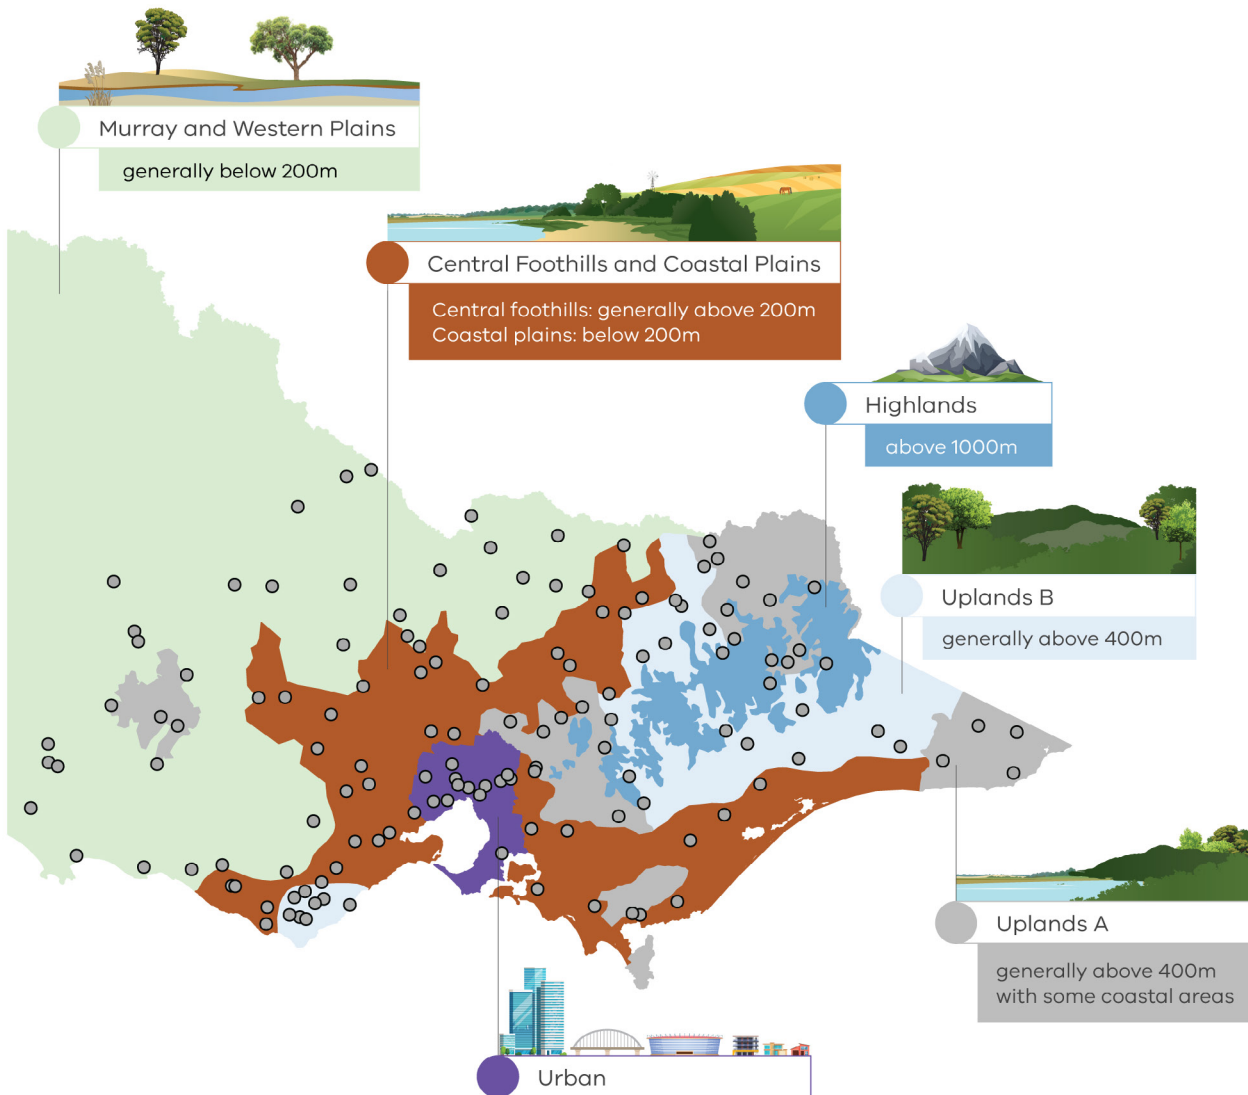 Murray and Western Plains
generally below 200m
Central Foothills and Coastal Plains
Central foothills: generally above 200m
Coastal plains: below 200m
Highlands
above 1000m
Uplands B
generally above 400m
Uplands A
generally above 400m
with some coastal areas
Urban